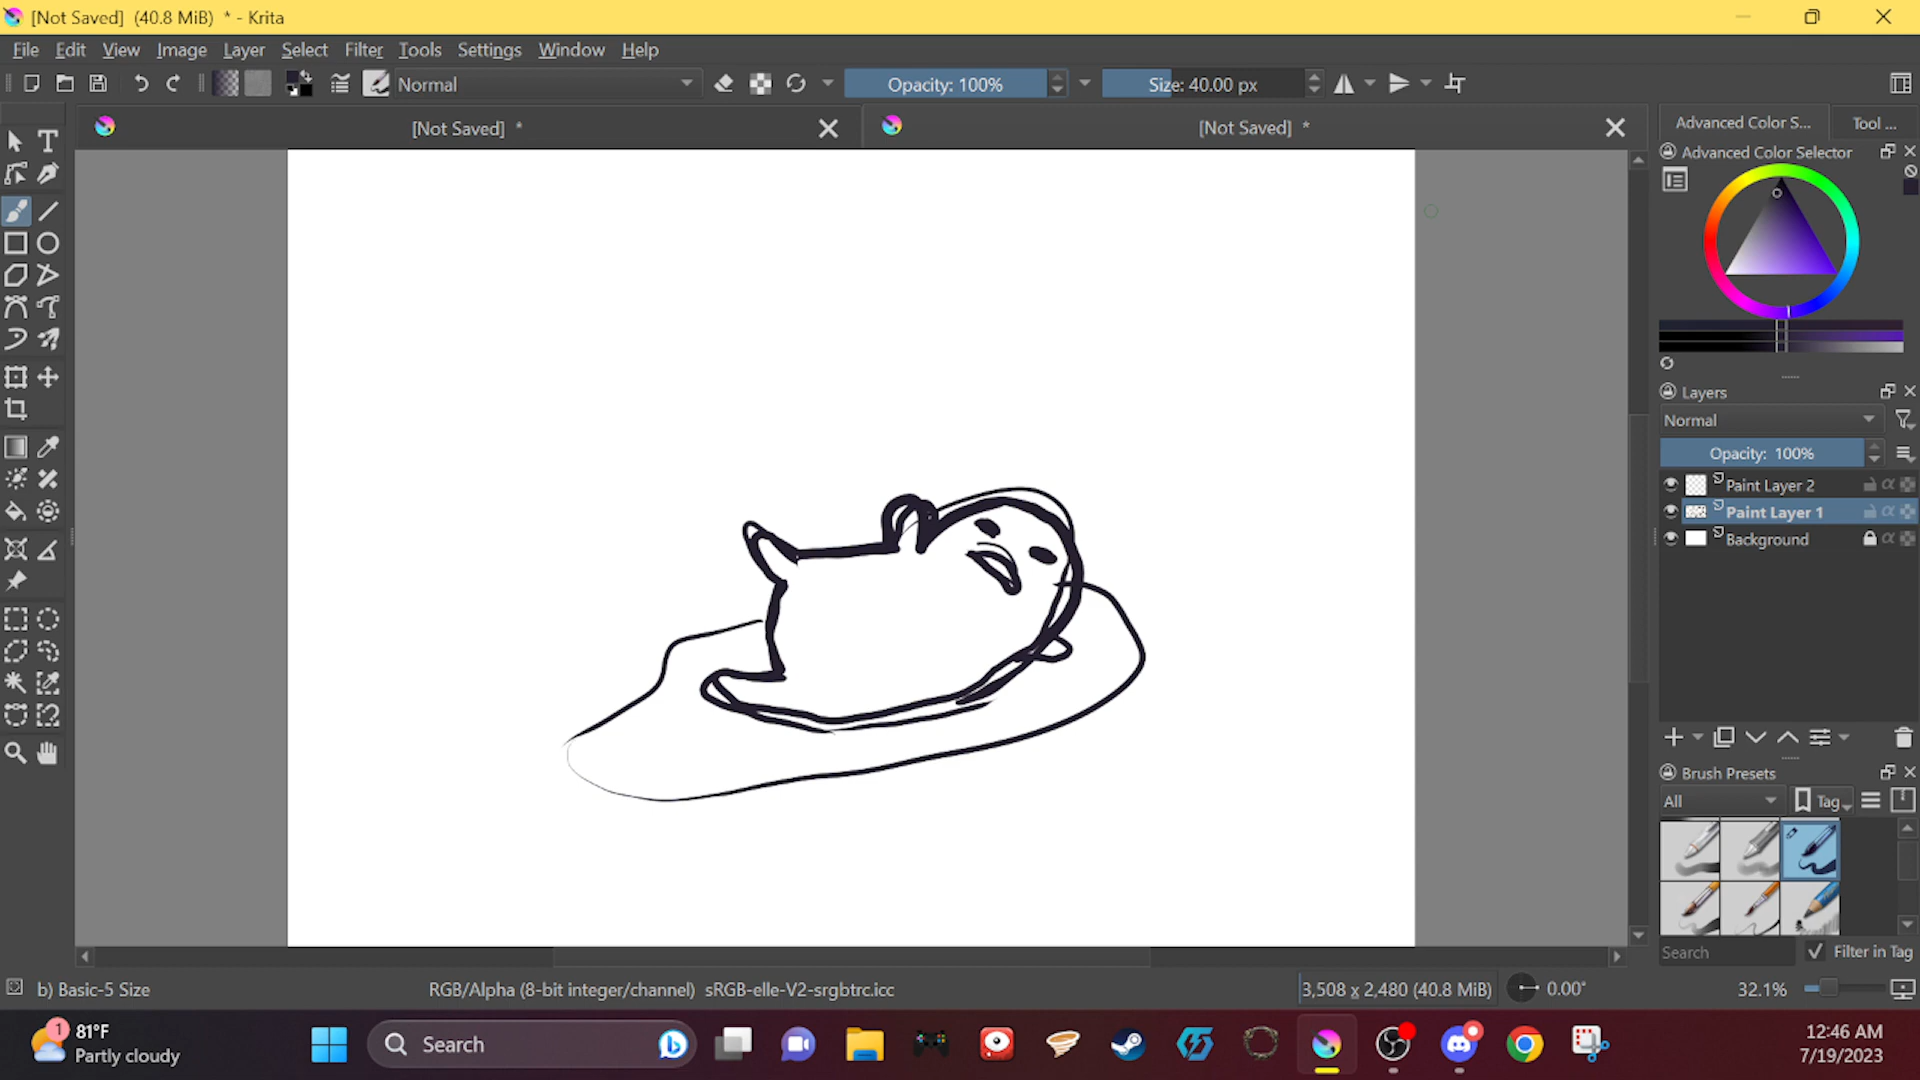 [Not Saved]  (40.8 MiB)  * - Krita
File Edit View Image Layer Select Filter Tools Settings Window Help
Normal Opacity: 100% Size: 40.00 px
[Not Saved] * [Not Saved] *
Advanced Color S... Tool ...
Advanced Color Selector
Layers
Normal
Opacity: 100%
Paint Layer 2
Paint Layer 1
Background
Brush Presets
All Tag
Search Filter in Tag
b) Basic-5 Size RGB/Alpha (8-bit integer/channel) sRGB-elle-V2-srgbtrc.icc 3,508 x 2,480 (40.8 MiB) 0.00° 32.1%
1 81°F
Partly cloudy
Search
12:46 AM
7/19/2023